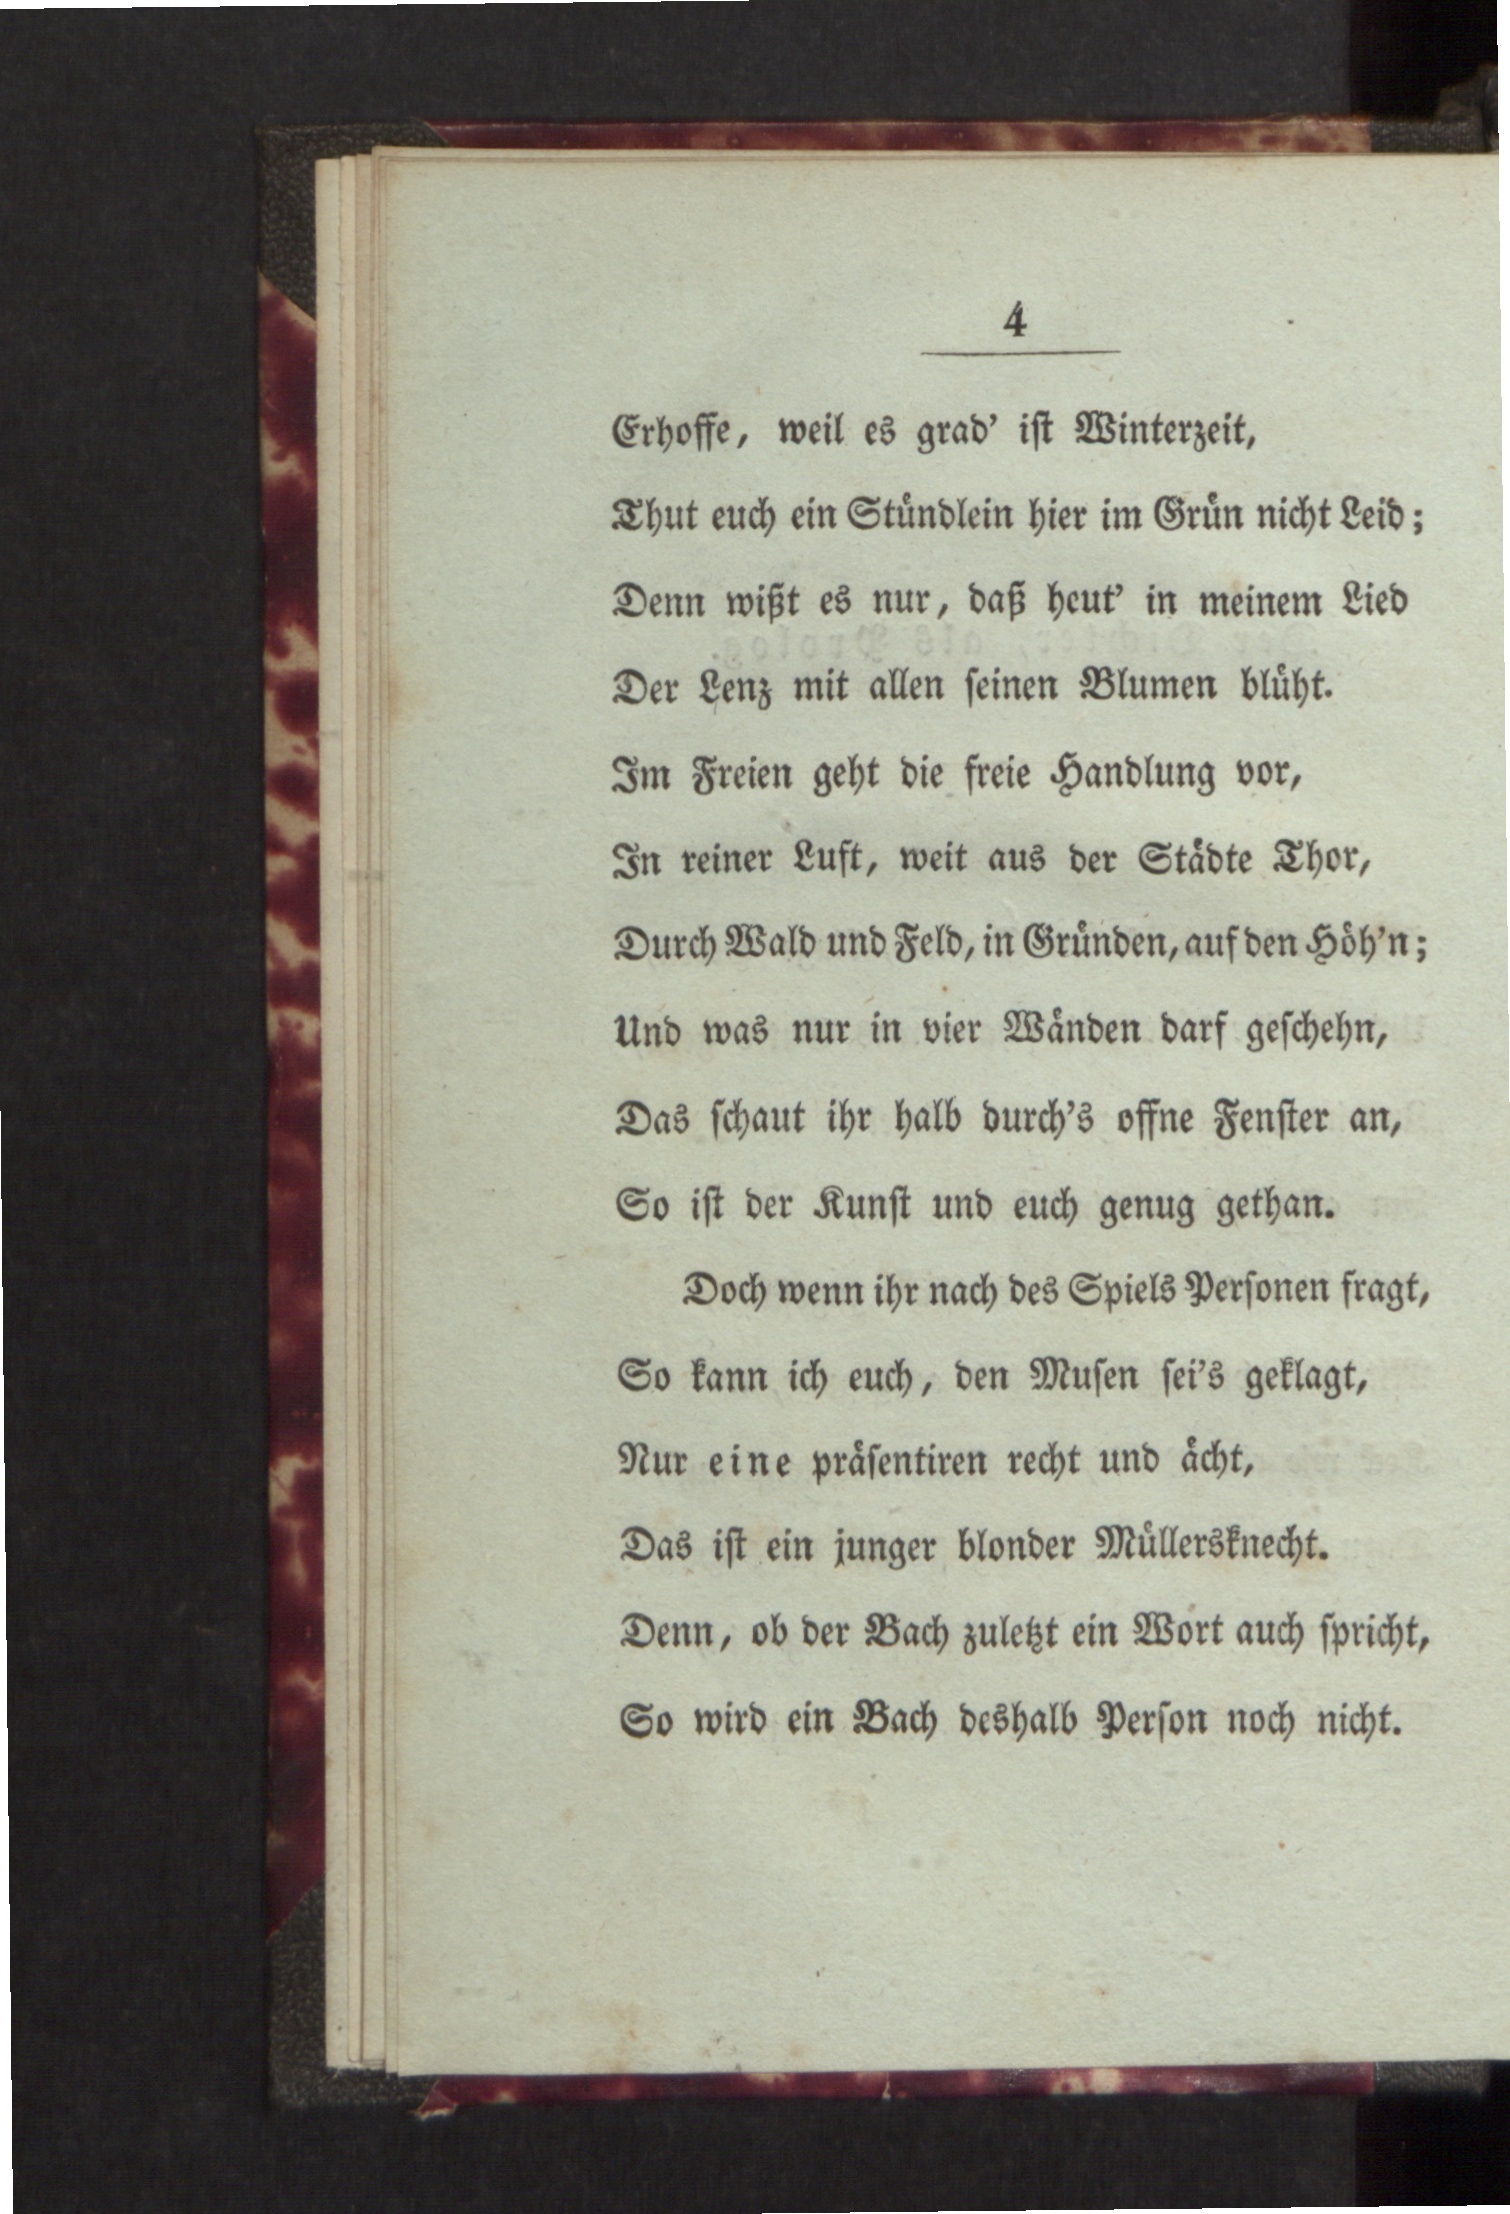 4
Erhoffe, weil es grad' ist Winterzeit,
Thut euch ein Stündlein hier im Grün nicht Leid;
Denn wißt es nur, daß heut' in meinem Lied
Der Lenz mit allen seinen Blumen blüht.
Im Freien geht die freie Handlung vor,
In reiner Luft, weit aus der Städte Thor,
Durch Wald und Feld, in Gründen, auf den Höh'n;
Und was nur in vier Wänden darf geschehn,
Das schaut ihr halb durch's offne Fenster an,
So ist der Kunst und euch genug gethan.
Doch wenn ihr nach des Spiels Personen fragt,
So kann ich euch, den Musen sei's geklagt,
Nur eine präsentiren recht und ächt,
Das ist ein junger blonder Müllersknecht.
Denn, ob der Bach zuletzt ein Wort auch spricht,
So wird ein Bach deshalb Person noch nicht.